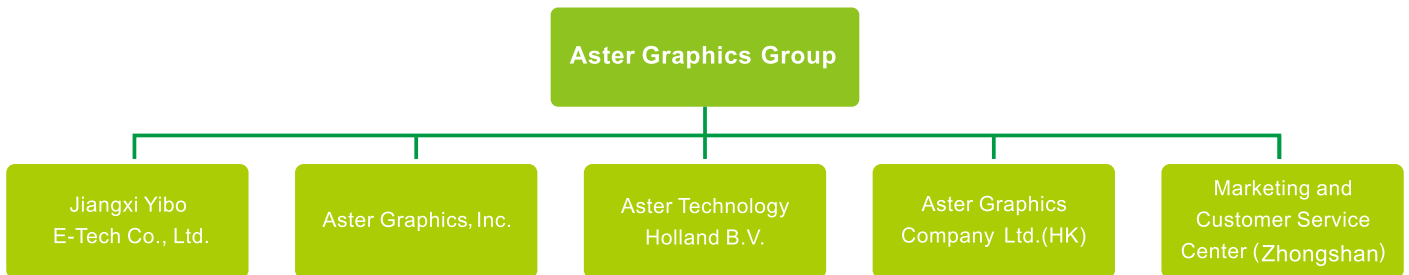 Aster Graphics Group
Jiangxi Yibo
E-Tech Co., Ltd.
Aster Graphics, Inc.
Aster Technology
Holland B.V.
Aster Graphics
Company Ltd.(HK)
Marketing and
Customer Service
Center (Zhongshan)